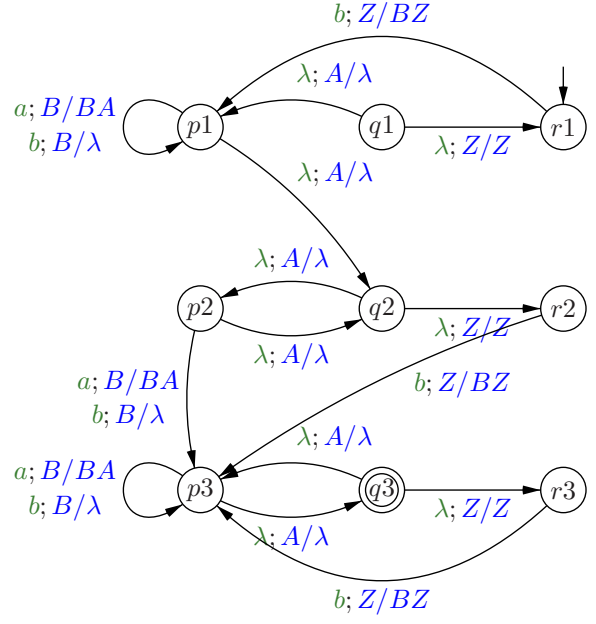 b; Z/BZ
λ; A/λ
a; B/BA
b; B/λ
p1
q1
r1
λ; Z/Z
λ; A/λ
λ; A/λ
p2
q2
r2
λ; Z/Z
λ; A/λ
a; B/BA
b; B/λ
b; Z/BZ
λ; A/λ
a; B/BA
b; B/λ
p3
q3
r3
λ; A/λ
λ; Z/Z
b; Z/BZ